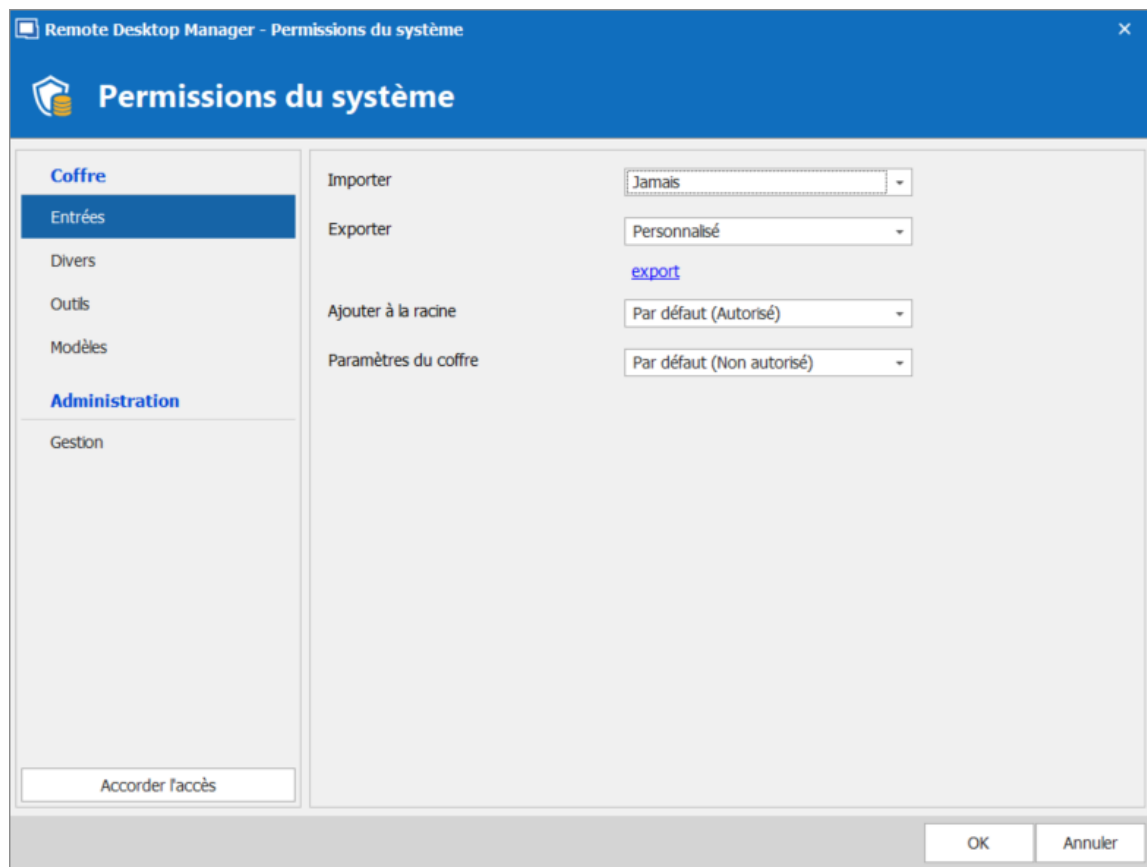 Remote Desktop Manager - Permissions du système
Permissions du système
Coffre
Entrées
Divers
Outils
Modèles
Administration
Gestion
Accorder l'accès
Importer
Jamais
Exporter
Personnalisé
export
Ajouter à la racine
Par défaut (Autorisé)
Paramètres du coffre
Par défaut (Non autorisé)
OK
Annuler